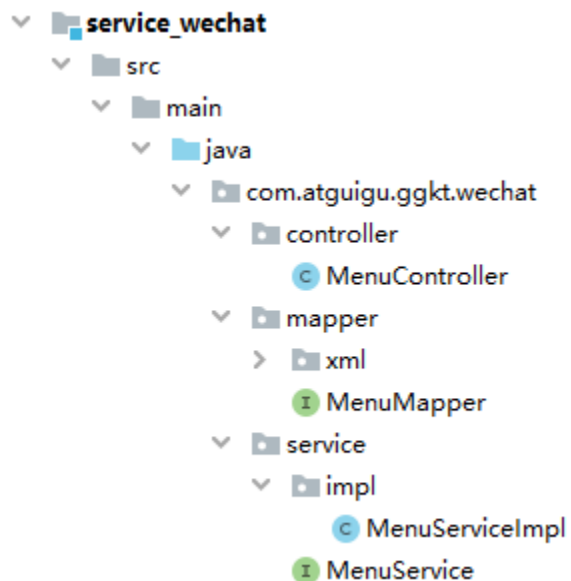 service_wechat
src
main
java
com.atguigu.ggkt.wechat
controller
C MenuController
mapper
xml
I MenuMapper
service
impl
C MenuServiceImpl
I MenuService